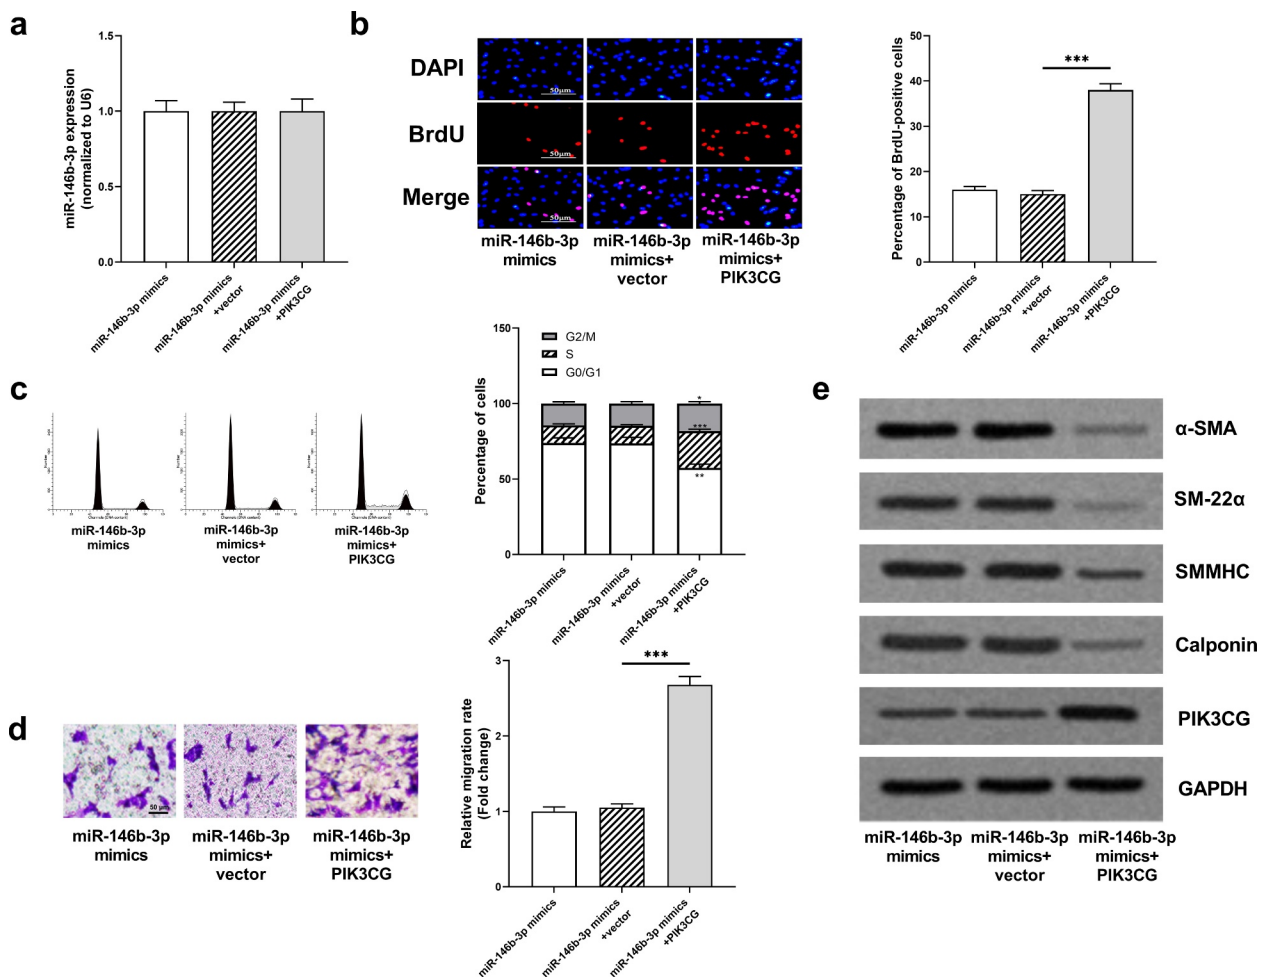 a
miR-146b-3p expression
(normalized to U6)
1.5
1.0
0.5
0.0
miR-146b-3p mimics
miR-146b-3p mimics
+vector
miR-146b-3p mimics
+PIK3CG
b
DAPI
BrdU
Merge
50μm
50μm
50μm
miR-146b-3p
mimics
miR-146b-3p
mimics+
vector
miR-146b-3p
mimics+
PIK3CG
Percentage of BrdU-positive cells
50
40
30
20
10
0
***
miR-146b-3p mimics
miR-146b-3p mimics
+vector
miR-146b-3p mimics
+PIK3CG
c
miR-146b-3p
mimics
miR-146b-3p
mimics+
vector
miR-146b-3p
mimics+
PIK3CG
Percentage of cells
150
100
50
0
G2/M
S
G0/G1
*
***
**
miR-146b-3p mimics
miR-146b-3p mimics
+vector
miR-146b-3p mimics
+PIK3CG
d
50 μm
miR-146b-3p
mimics
miR-146b-3p
mimics+
vector
miR-146b-3p
mimics+
PIK3CG
Relative migration rate
(Fold change)
3
2
1
0
***
miR-146b-3p mimics
miR-146b-3p mimics
+vector
miR-146b-3p mimics
+PIK3CG
e
α-SMA
SM-22α
SMMHC
Calponin
PIK3CG
GAPDH
miR-146b-3p
mimics
miR-146b-3p
mimics+
vector
miR-146b-3p
mimics+
PIK3CG